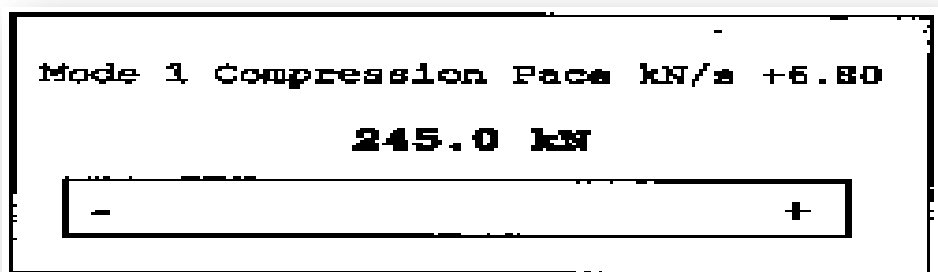 Mode 1 Compression Pace kN/s +6.80
245.0 kN
- +